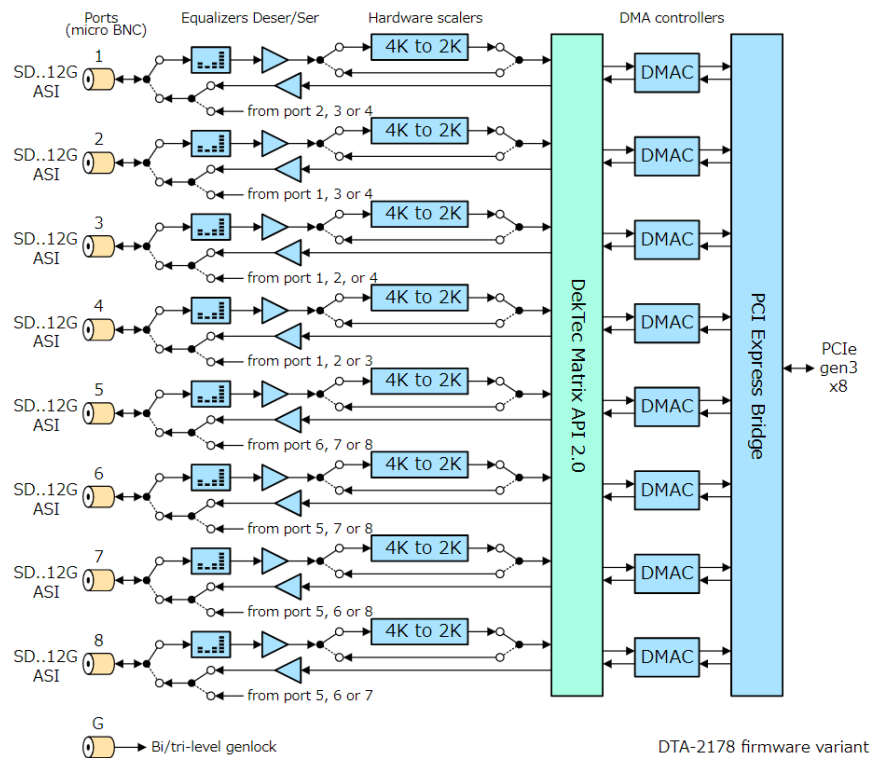 Ports
(micro BNC)
Equalizers Deser/Ser
Hardware scalers
DMA controllers
1
SD..12G
ASI
4K to 2K
DMAC
from port 2, 3 or 4
2
SD..12G
ASI
4K to 2K
DMAC
from port 1, 3 or 4
3
SD..12G
ASI
4K to 2K
DMAC
from port 1, 2, or 4
4
SD..12G
ASI
4K to 2K
DMAC
from port 1, 2 or 3
5
SD..12G
ASI
4K to 2K
DMAC
from port 6, 7 or 8
6
SD..12G
ASI
4K to 2K
DMAC
from port 5, 7 or 8
7
SD..12G
ASI
4K to 2K
DMAC
from port 5, 6 or 8
8
SD..12G
ASI
4K to 2K
DMAC
from port 5, 6 or 7
DekTec Matrix API 2.0
PCI Express Bridge
PCIe
gen3
x8
G
Bi/tri-level genlock
DTA-2178 firmware variant